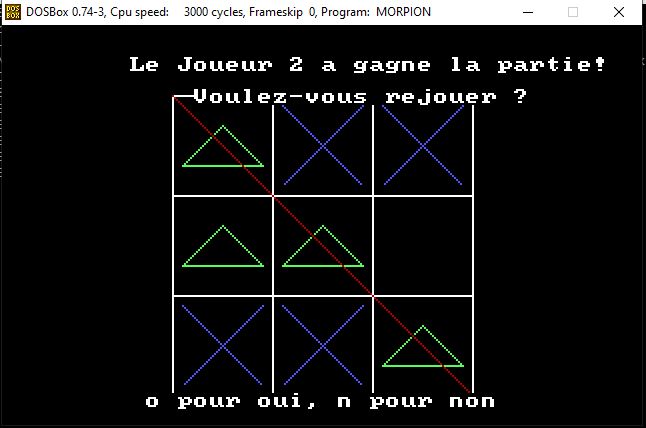 DOSBox 0.74-3, Cpu speed: 3000 cycles, Frameskip 0, Program: MORPION
Le Joueur 2 a gagne la partie!
Voulez-vous rejouer ?
o pour oui, n pour non